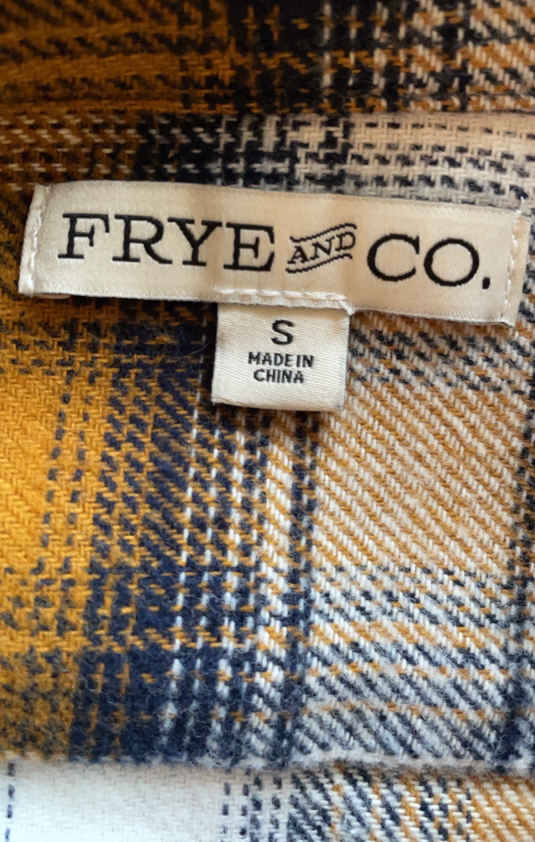 FRYE AND CO.
S
MADE IN
CHINA